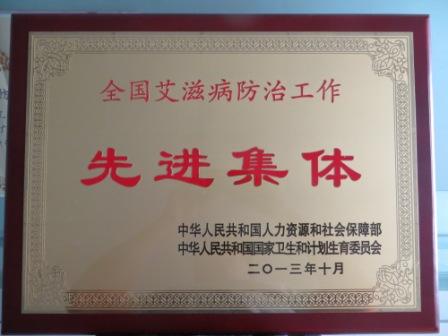 全国艾滋病防治工作
先进集体
中华人民共和国人力资源和社会保障部
中华人民共和国国家卫生和计划生育委员会
二〇一三年十月